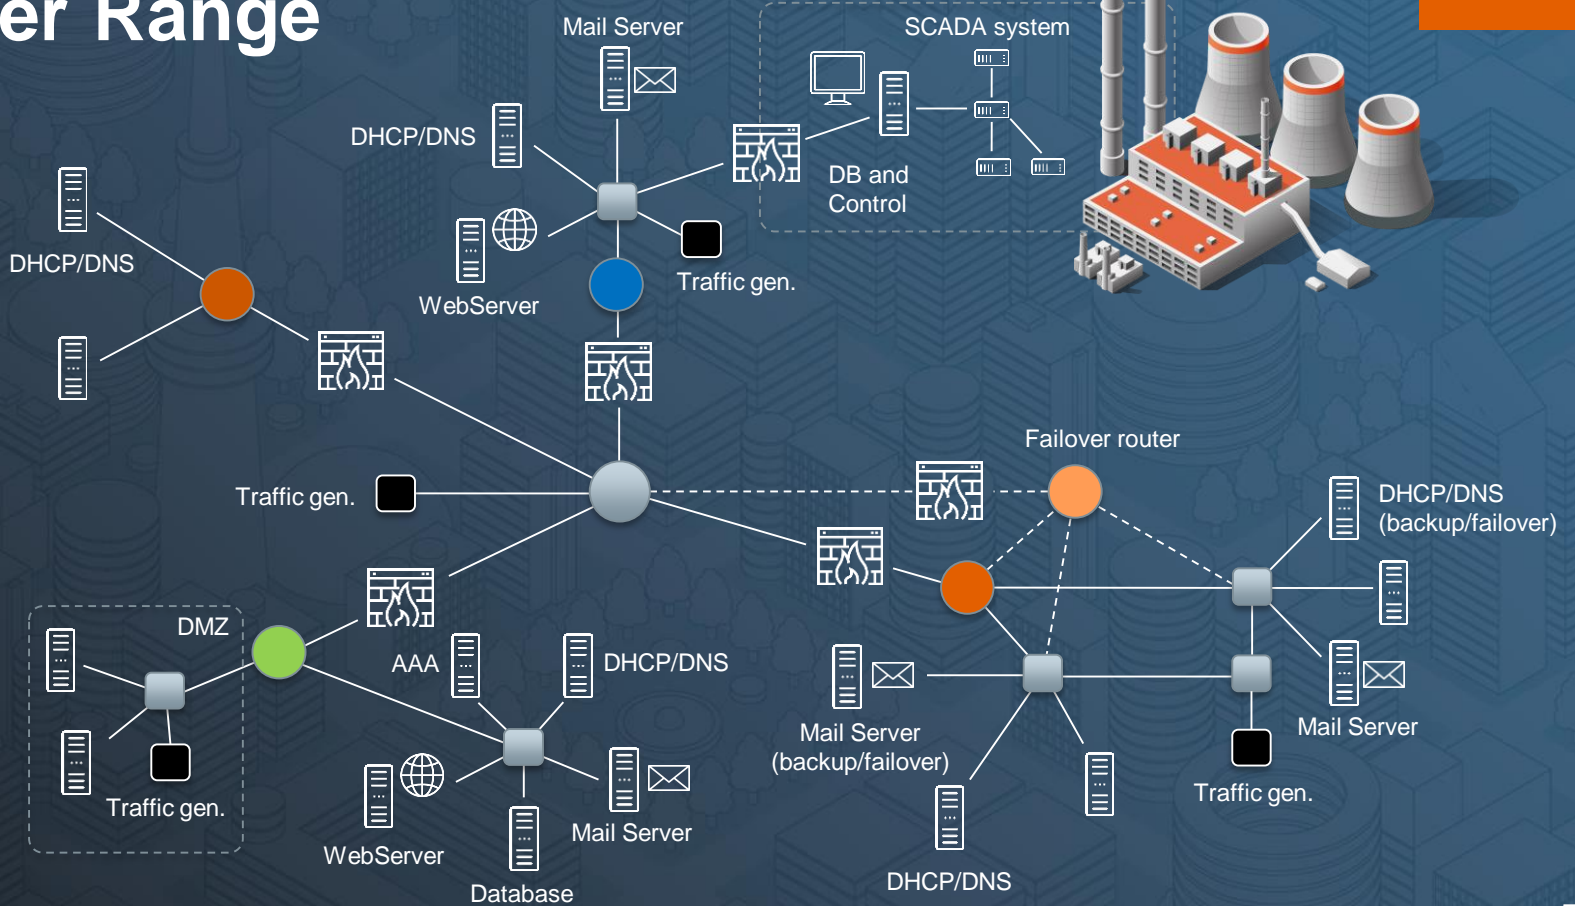 er Range
Mail Server
SCADA system
DHCP/DNS
DB and
Control
DHCP/DNS
WebServer
Traffic gen.
Failover router
Traffic gen.
DHCP/DNS
(backup/failover)
DMZ
AAA
DHCP/DNS
Mail Server
(backup/failover)
Mail Server
Traffic gen.
Traffic gen.
WebServer
Mail Server
Database
DHCP/DNS